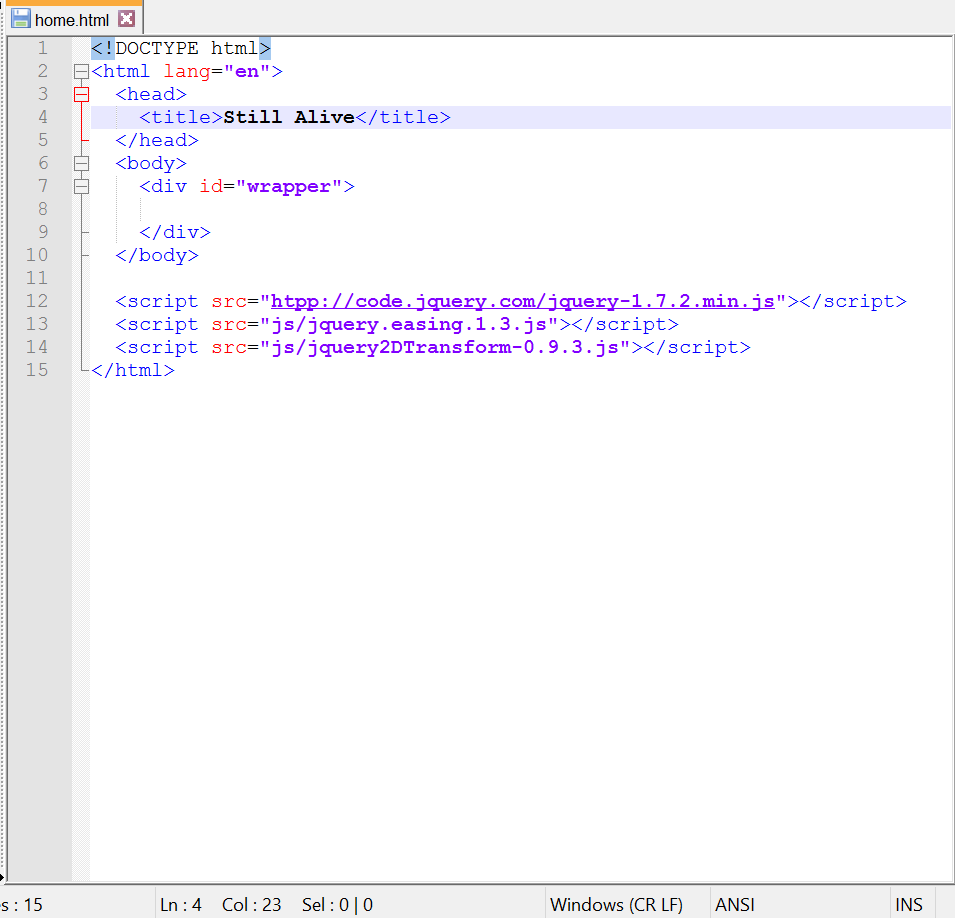 home.html
1 <!DOCTYPE html>
2 <html lang="en">
3 <head>
4 <title>Still Alive</title>
5 </head>
6 <body>
7 <div id="wrapper">
8
9 </div>
10 </body>
11
12 <script src="htpp://code.jquery.com/jquery-1.7.2.min.js"></script>
13 <script src="js/jquery.easing.1.3.js"></script>
14 <script src="js/jquery2DTransform-0.9.3.js"></script>
15 </html>
s : 15 Ln : 4 Col : 23 Sel : 0 | 0 Windows (CR LF) ANSI INS